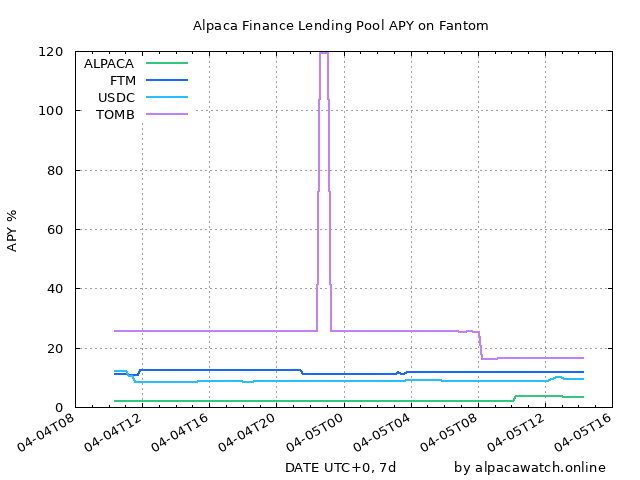 Alpaca Finance Lending Pool APY on Fantom
120
100
80
60
40
20
0
APY %
ALPACA
FTM
USDC
TOMB
04-04T08
04-04T12
04-04T16
04-04T20
04-05T00
04-05T04
04-05T08
04-05T12
04-05T16
DATE UTC+0, 7d
by alpacawatch.online